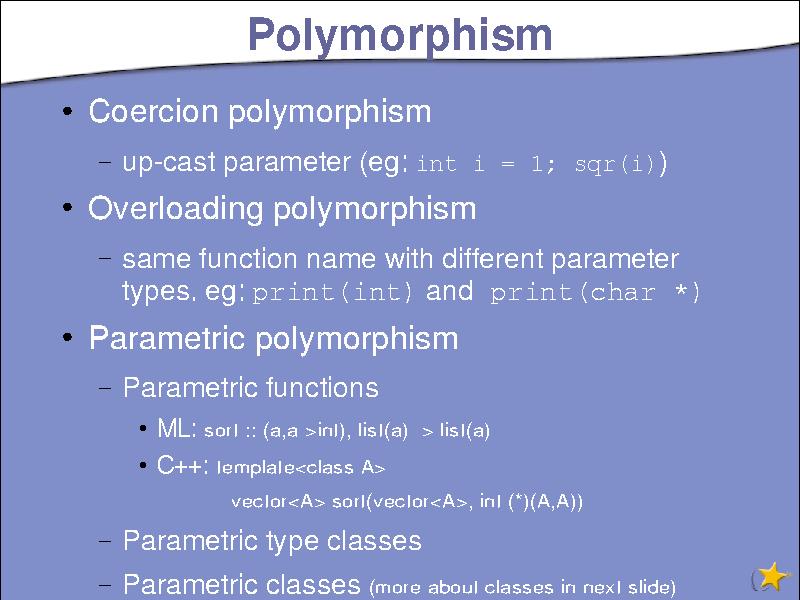 Polymorphism
• Coercion polymorphism
– up-cast parameter (eg: int i = 1; sqr(i))
• Overloading polymorphism
– same function name with different parameter
types. eg: print(int) and print(char *)
• Parametric polymorphism
– Parametric functions
• ML: sort :: (a,a >int), list(a) > list(a)
• C++: template<class A>
vector<A> sort(vector<A>, int (*)(A,A))
– Parametric type classes
– Parametric classes (more about classes in next slide)